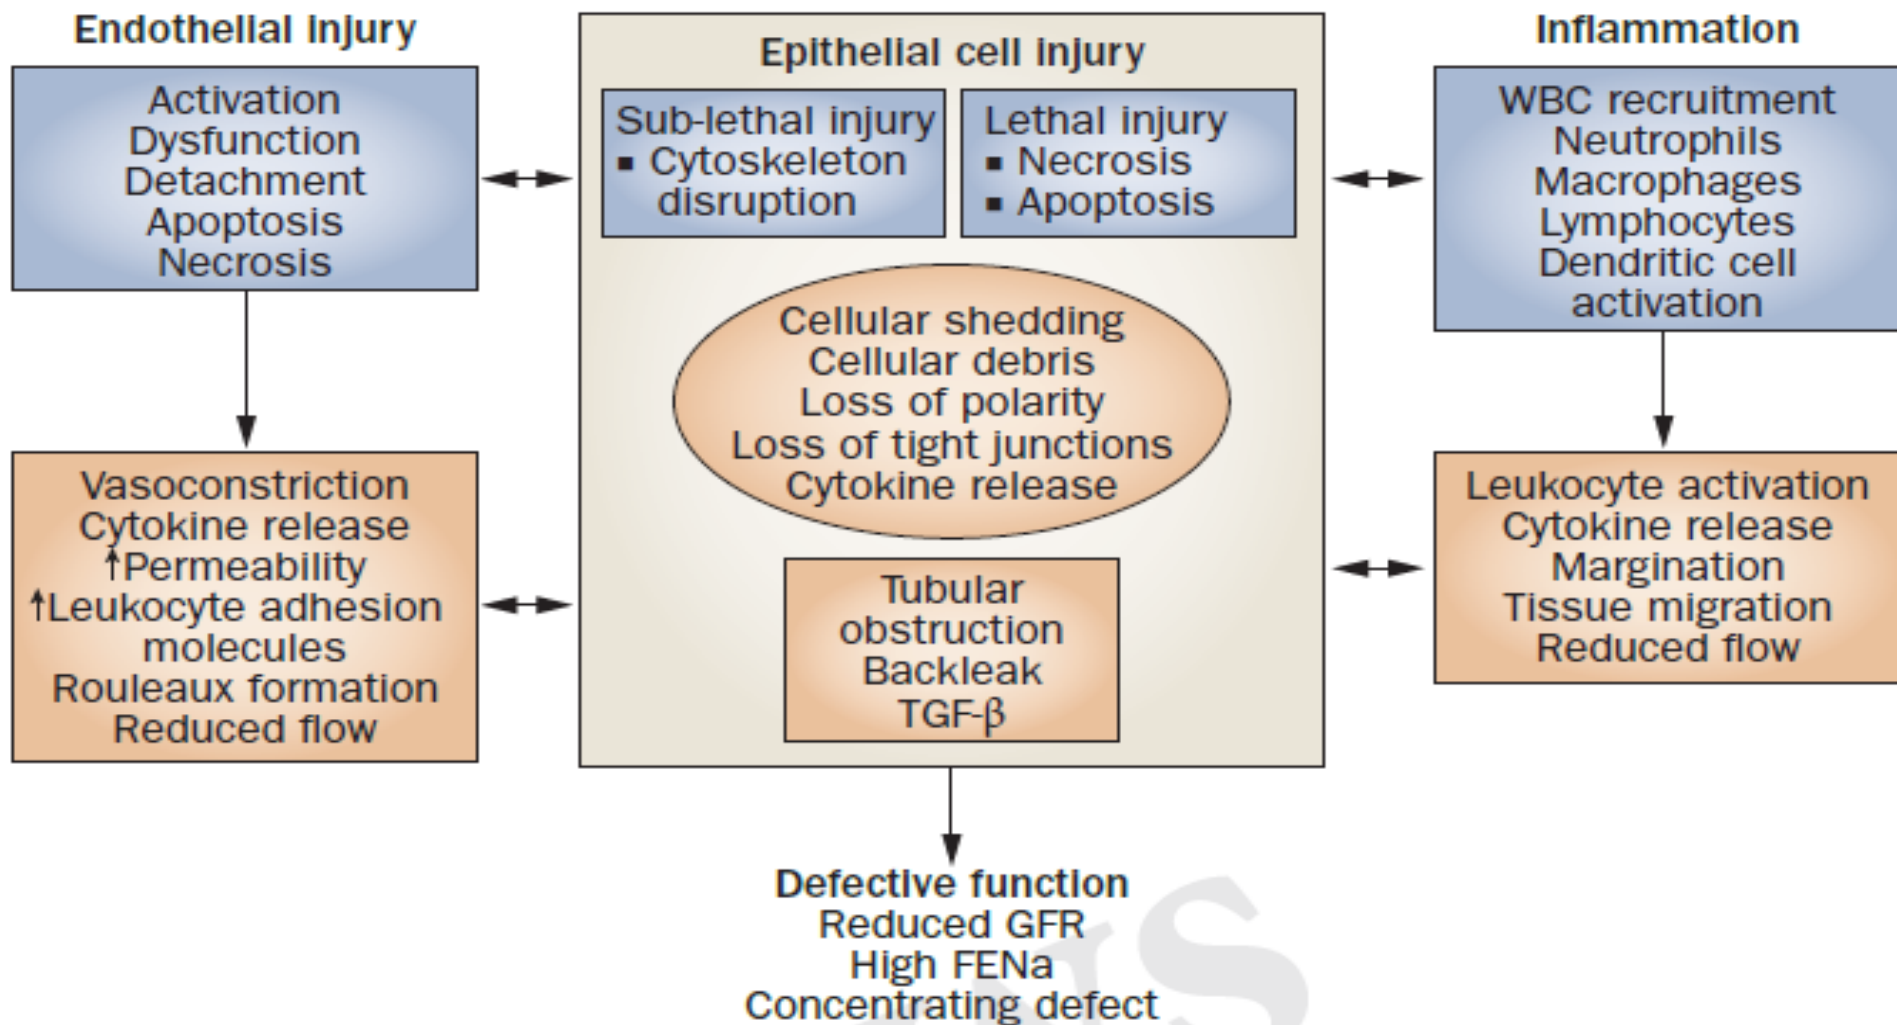 Endothelial Injury
Activation
Dysfunction
Detachment
Apoptosis
Necrosis
Vasoconstriction
Cytokine release
↑Permeability
↑Leukocyte adhesion
molecules
Rouleaux formation
Reduced flow
Epithelial cell injury
Sub-lethal injury
▪ Cytoskeleton
disruption
Lethal injury
▪ Necrosis
▪ Apoptosis
Cellular shedding
Cellular debris
Loss of polarity
Loss of tight junctions
Cytokine release
Tubular
obstruction
Backleak
TGF-β
Inflammation
WBC recruitment
Neutrophils
Macrophages
Lymphocytes
Dendritic cell
activation
Leukocyte activation
Cytokine release
Margination
Tissue migration
Reduced flow
Defective function
Reduced GFR
High FENa
Concentrating defect